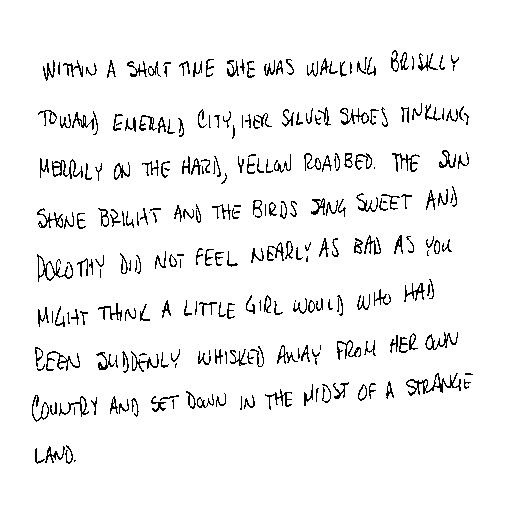 WITHIN A SHORT TIME SHE WAS WALKING BRISKLY
TOWARD EMERALD CITY, HER SILVER SHOES TINKLING
MERRILY ON THE HARD, YELLOW ROADBED. THE SUN
SHONE BRIGHT AND THE BIRDS SANG SWEET AND
DOROTHY DID NOT FEEL NEARLY AS BAD AS YOU
MIGHT THINK A LITTLE GIRL WOULD WHO HAD
BEEN SUDDENLY WHISKED AWAY FROM HER OWN
COUNTRY AND SET DOWN IN THE MIDST OF A STRANGE
LAND.